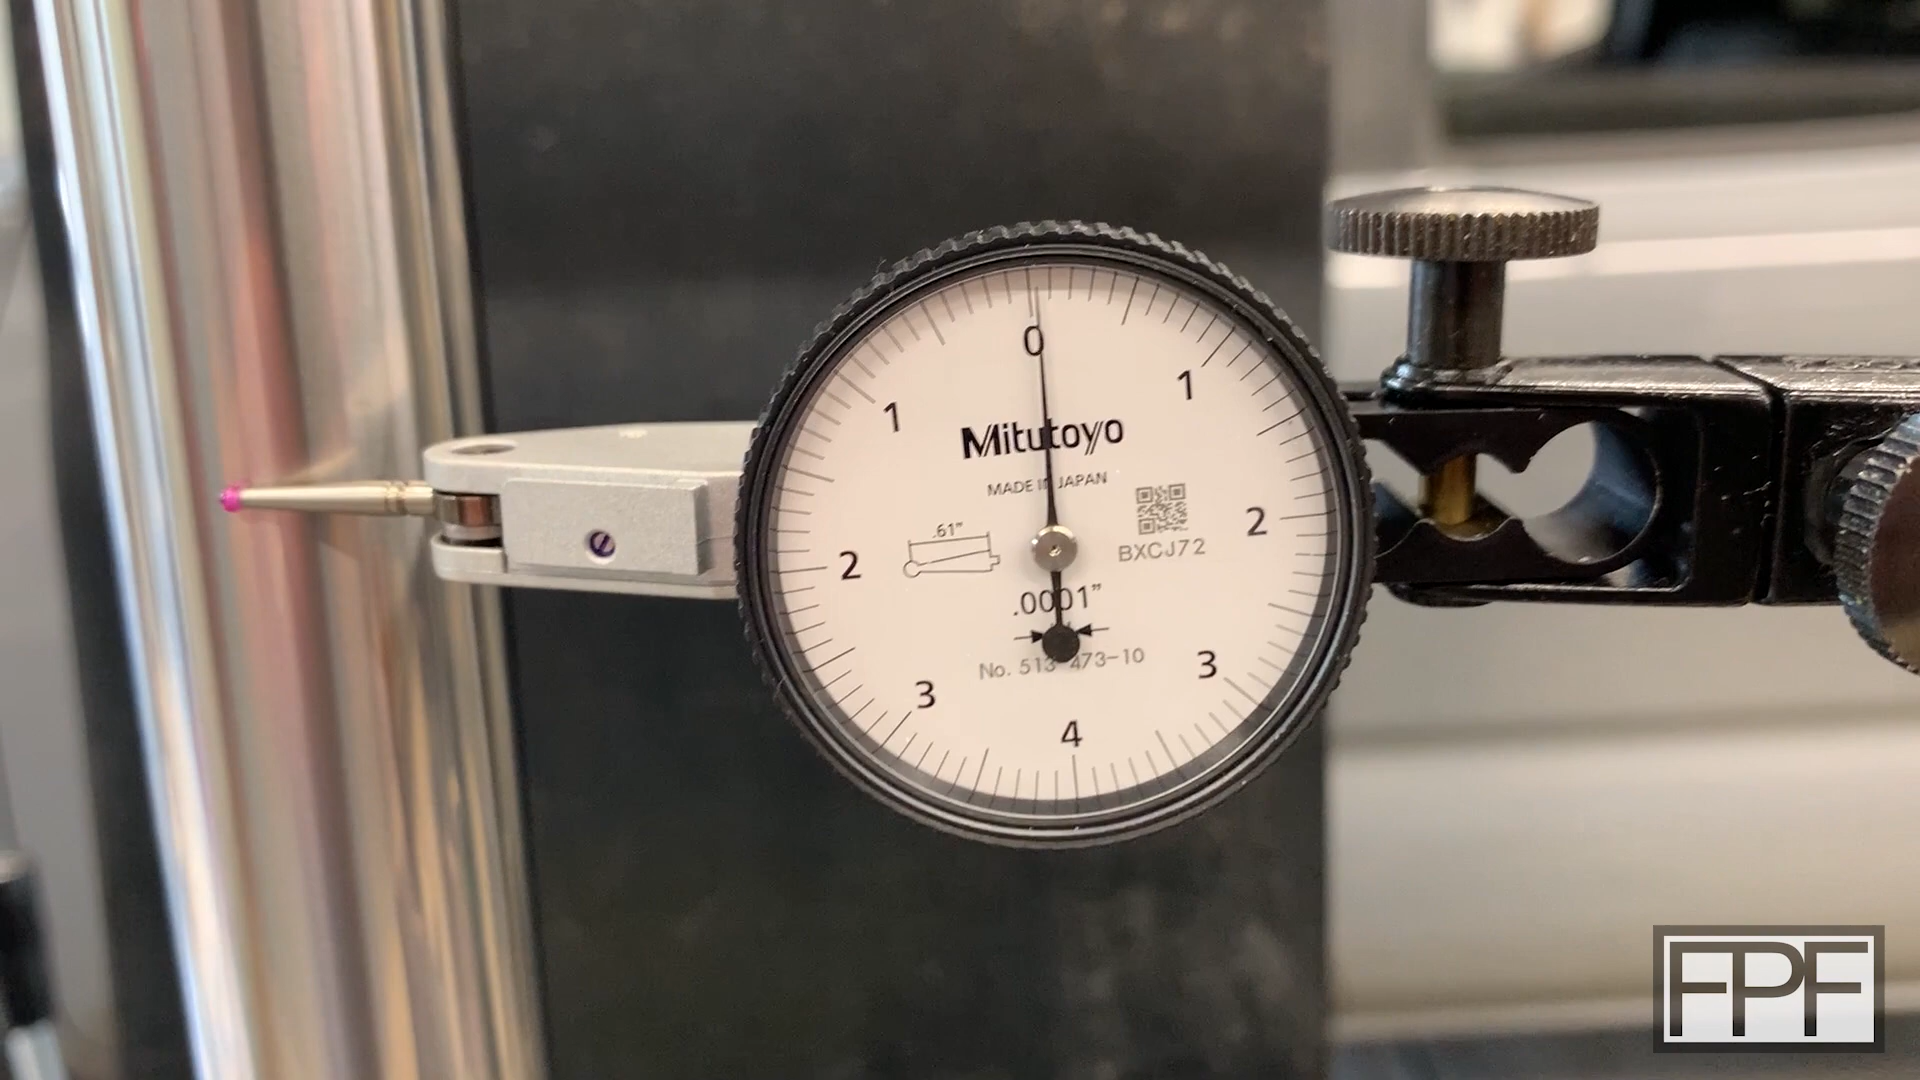 0
1 1
Mitutoyo
MADE IN JAPAN
2 2
.61"
BXCJ72
.0001"
No. 513-473-10
3 3
4
FPF